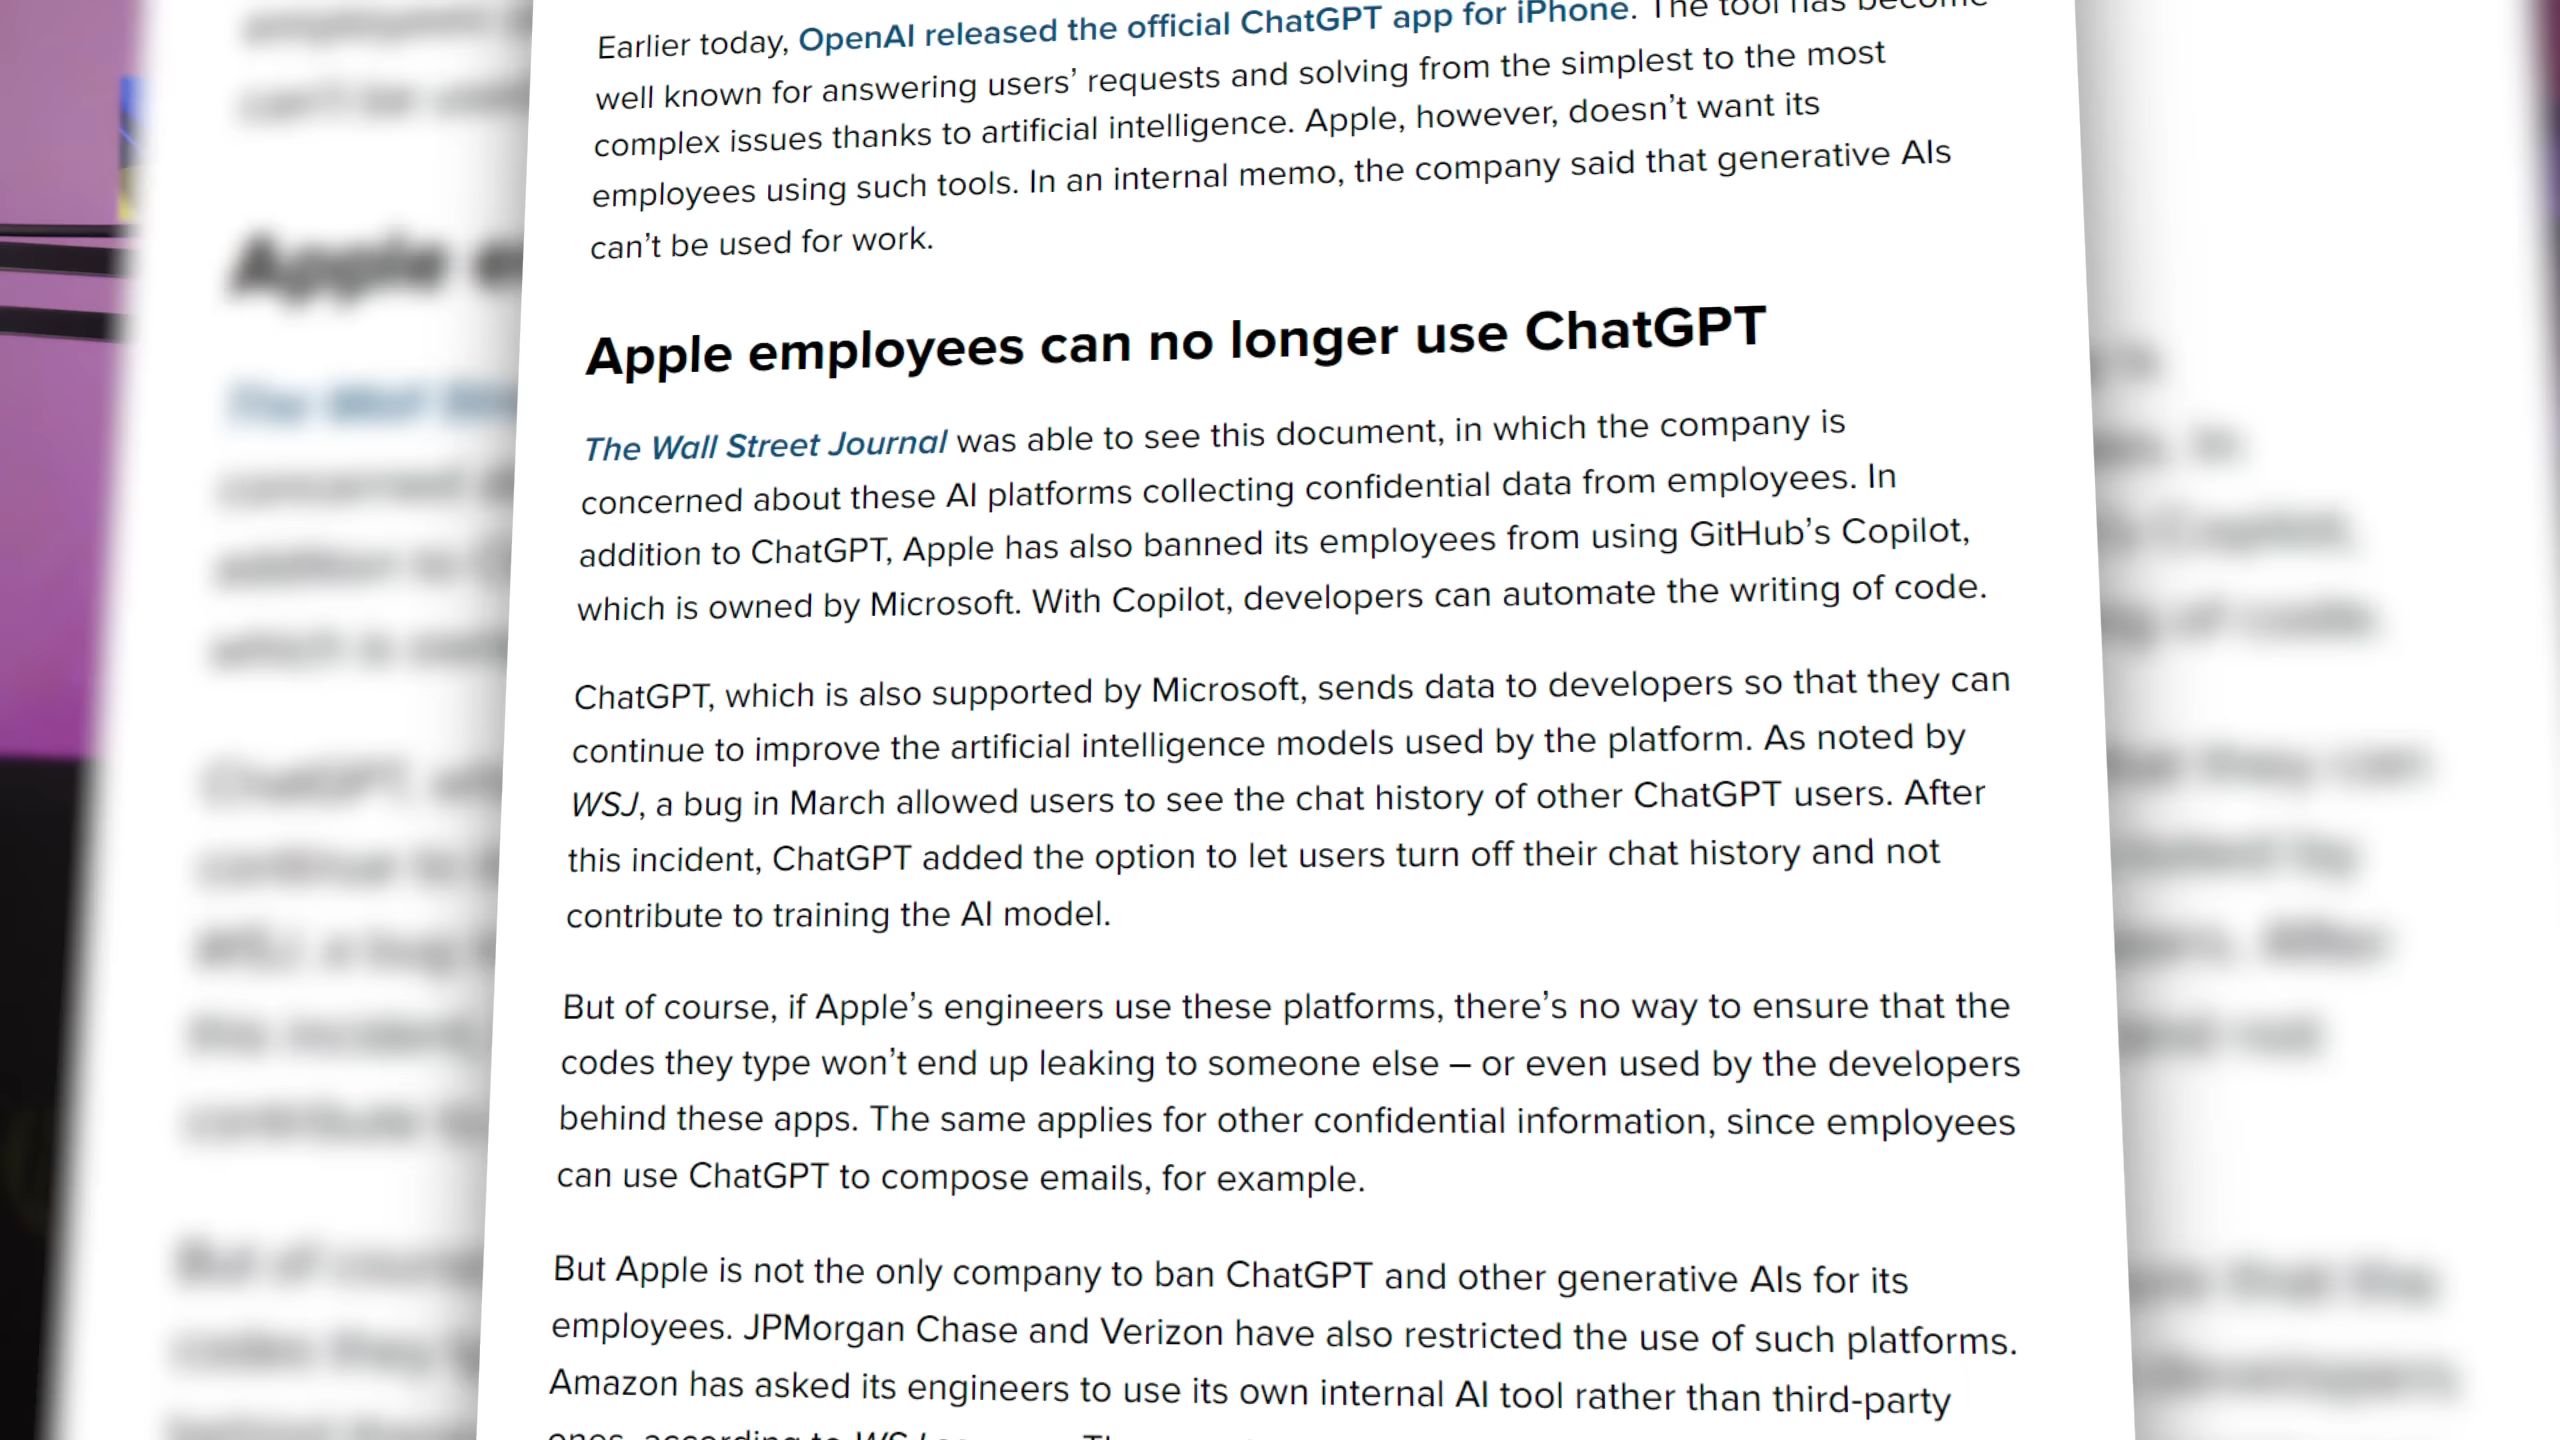 Earlier today, OpenAI released the official ChatGPT app for iPhone. The tool has become
well known for answering users’ requests and solving from the simplest to the most
complex issues thanks to artificial intelligence. Apple, however, doesn’t want its
employees using such tools. In an internal memo, the company said that generative AIs
can’t be used for work.
Apple employees can no longer use ChatGPT
The Wall Street Journal was able to see this document, in which the company is
concerned about these AI platforms collecting confidential data from employees. In
addition to ChatGPT, Apple has also banned its employees from using GitHub’s Copilot,
which is owned by Microsoft. With Copilot, developers can automate the writing of code.
ChatGPT, which is also supported by Microsoft, sends data to developers so that they can
continue to improve the artificial intelligence models used by the platform. As noted by
WSJ, a bug in March allowed users to see the chat history of other ChatGPT users. After
this incident, ChatGPT added the option to let users turn off their chat history and not
contribute to training the AI model.
But of course, if Apple’s engineers use these platforms, there’s no way to ensure that the
codes they type won’t end up leaking to someone else – or even used by the developers
behind these apps. The same applies for other confidential information, since employees
can use ChatGPT to compose emails, for example.
But Apple is not the only company to ban ChatGPT and other generative AIs for its
employees. JPMorgan Chase and Verizon have also restricted the use of such platforms.
Amazon has asked its engineers to use its own internal AI tool rather than third-party
ones, according to WSJ